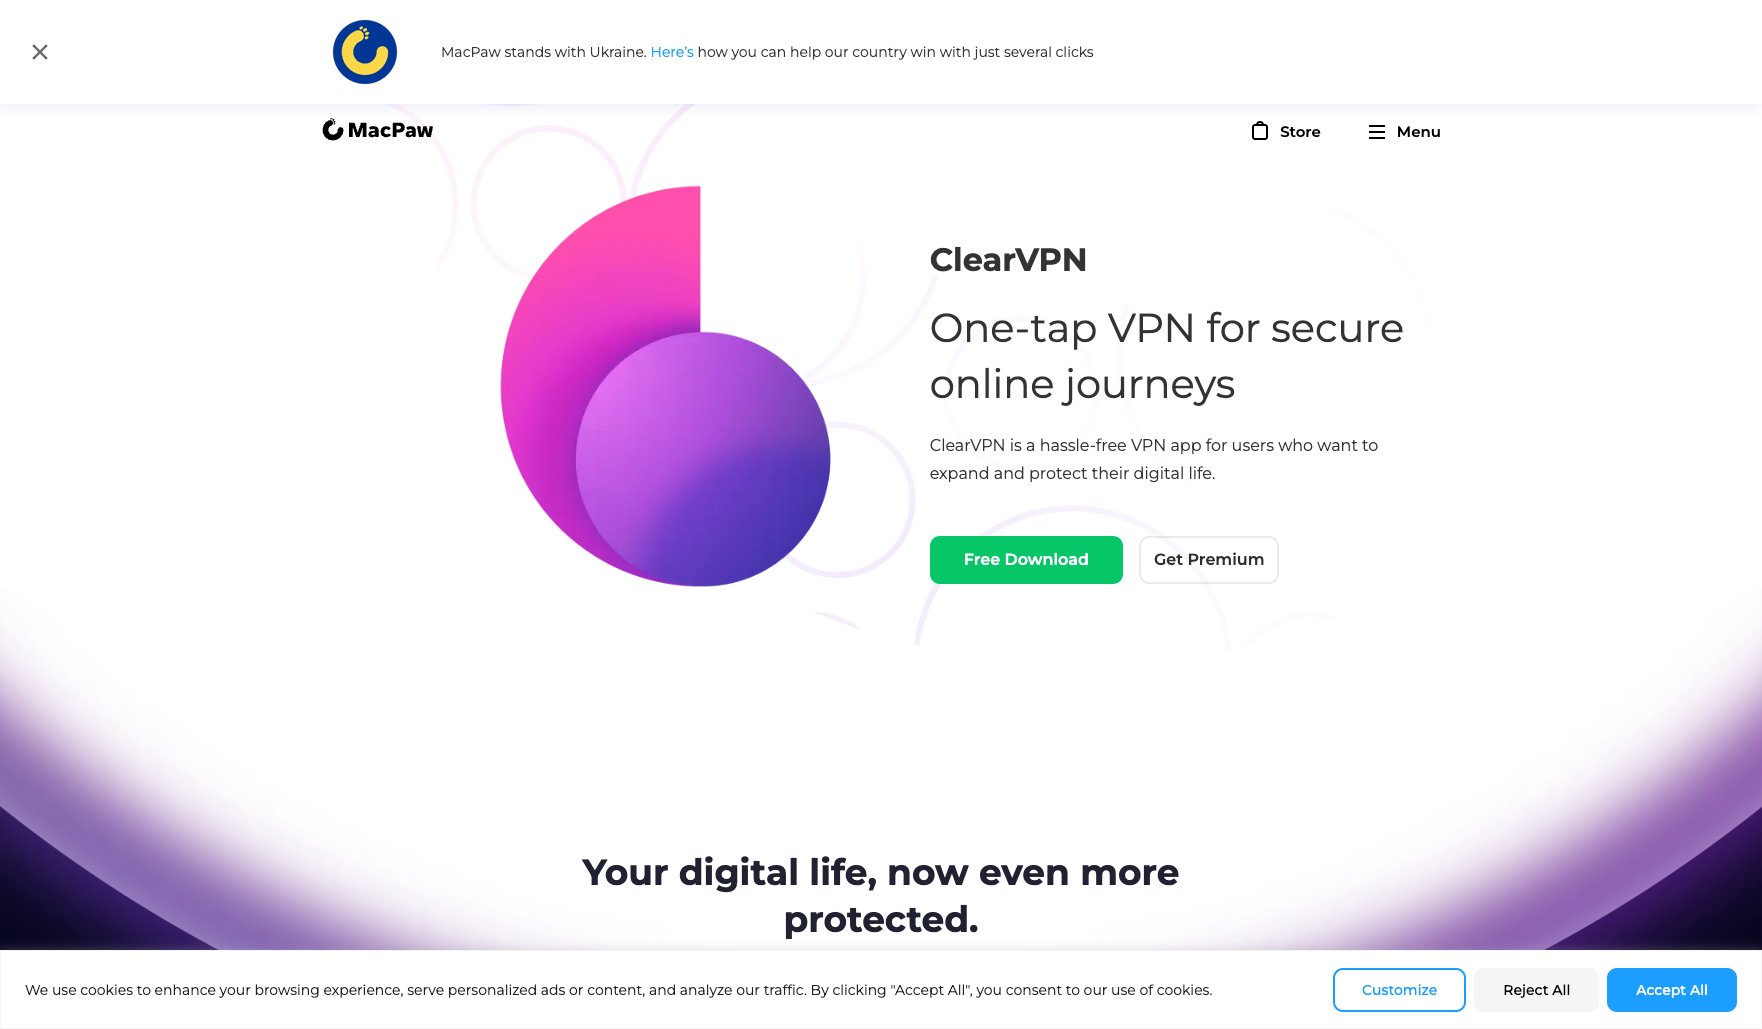 MacPaw stands with Ukraine. Here's how you can help our country win with just several clicks
MacPaw
Store
Menu
ClearVPN
One-tap VPN for secure
online journeys
ClearVPN is a hassle-free VPN app for users who want to
expand and protect their digital life.
Free Download
Get Premium
Your digital life, now even more
protected.
We use cookies to enhance your browsing experience, serve personalized ads or content, and analyze our traffic. By clicking "Accept All", you consent to our use of cookies.
Customize
Reject All
Accept All